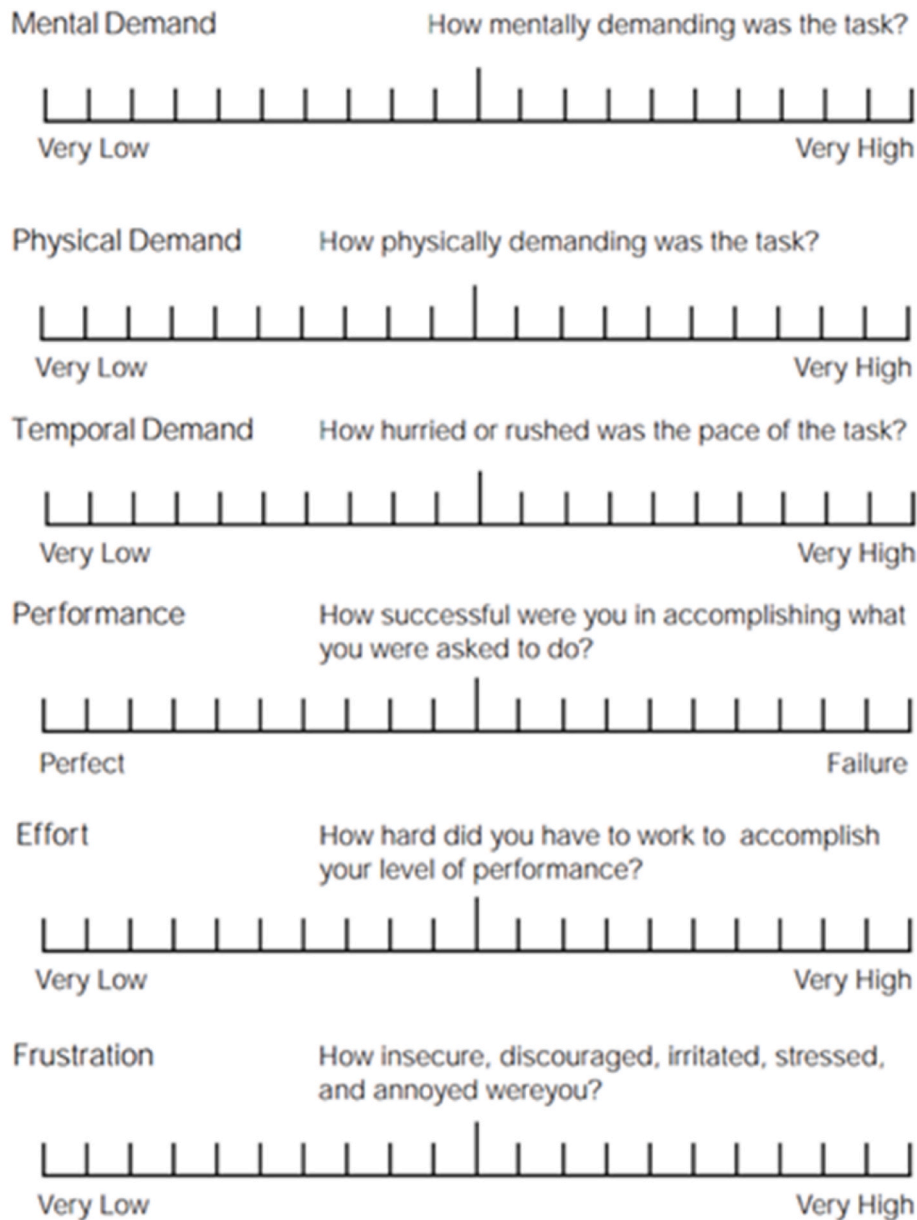 Mental Demand How mentally demanding was the task?
Very Low Very High
Physical Demand How physically demanding was the task?
Very Low Very High
Temporal Demand How hurried or rushed was the pace of the task?
Very Low Very High
Performance How successful were you in accomplishing what
you were asked to do?
Perfect Failure
Effort How hard did you have to work to accomplish
your level of performance?
Very Low Very High
Frustration How insecure, discouraged, irritated, stressed,
and annoyed wereyou?
Very Low Very High